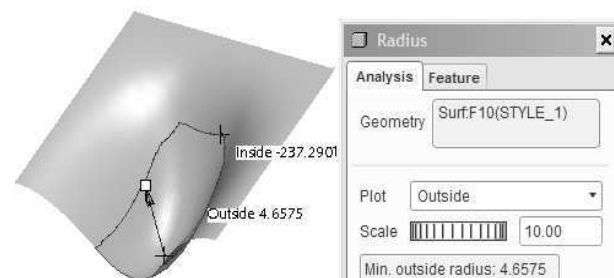 Inside -237.2901
Outside 4.6575
Radius
Analysis Feature
Geometry Surf:F10(STYLE_1)
Plot Outside
Scale 10.00
Min. outside radius: 4.6575